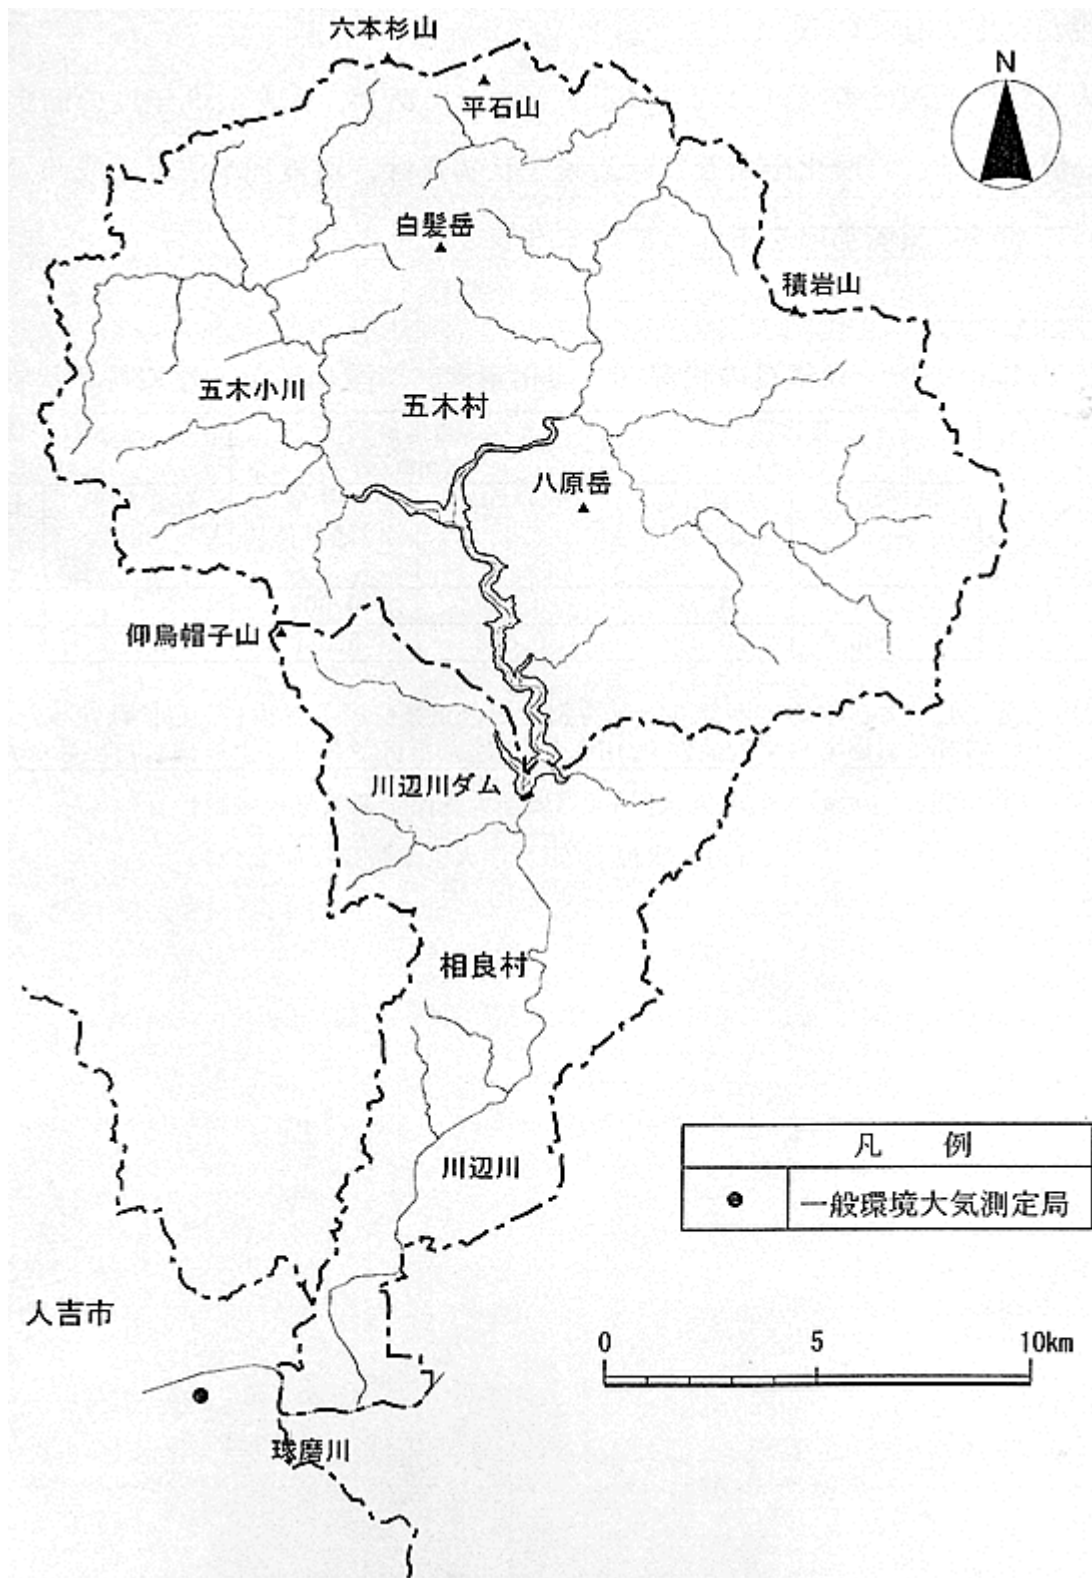 六本杉山
N
平石山
白髪岳
積岩山
五木小川
五木村
八原岳
仰烏帽子山
川辺川ダム
相良村
川辺川
凡 例
一般環境大気測定局
人吉市
0 5 10km
球磨川